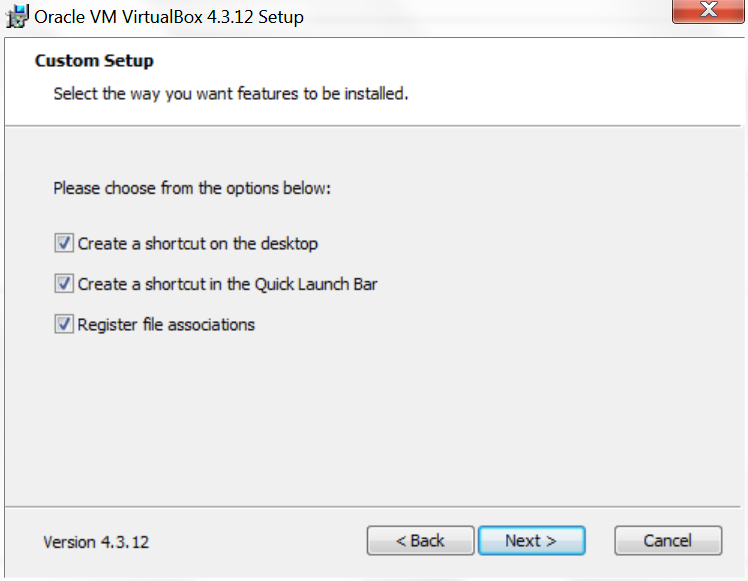 Oracle VM VirtualBox 4.3.12 Setup
Custom Setup
Select the way you want features to be installed.
Please choose from the options below:
Create a shortcut on the desktop
Create a shortcut in the Quick Launch Bar
Register file associations
Version 4.3.12
< Back
Next >
Cancel